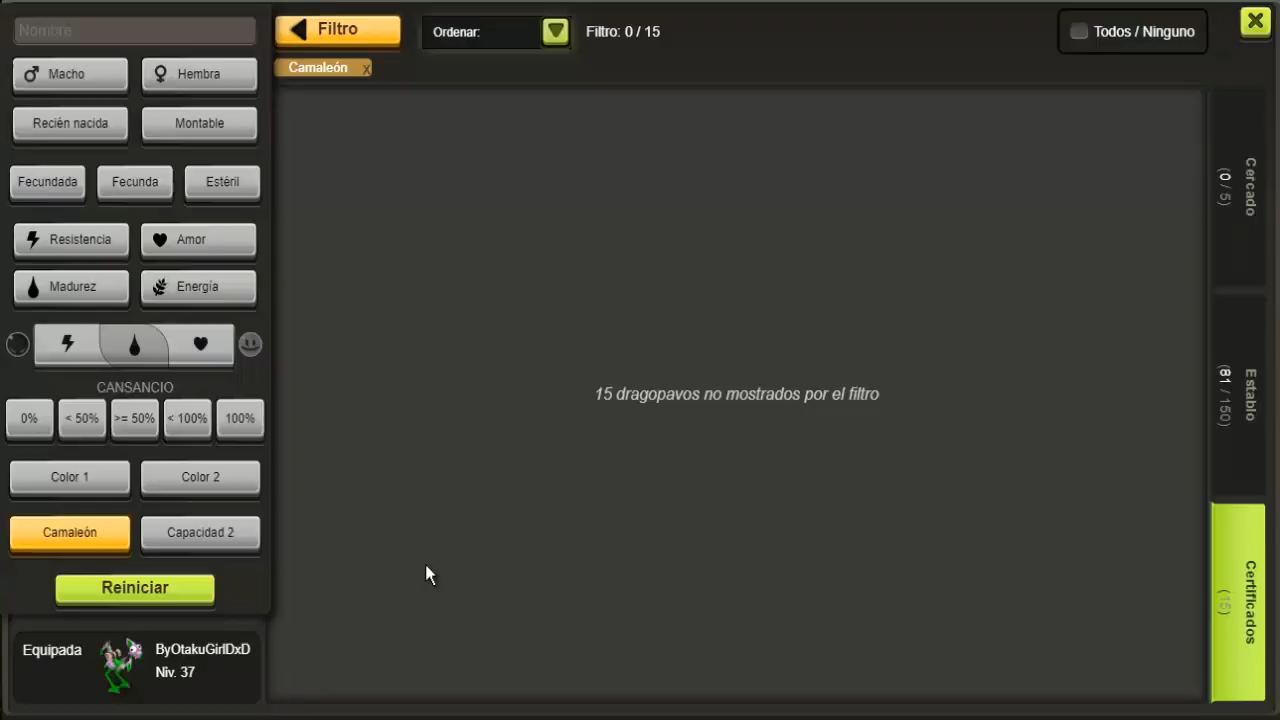 Nombre
Filtro
Ordenar:
Filtro: 0 / 15
Todos / Ninguno
Camaleón x
Macho
Hembra
Recién nacida
Montable
Fecundada
Fecunda
Estéril
Resistencia
Amor
Madurez
Energía
CANSANCIO
0%
< 50%
>= 50%
< 100%
100%
Color 1
Color 2
Camaleón
Capacidad 2
Reiniciar
Equipada
ByOtakuGirlDxD
Niv. 37
15 dragopavos no mostrados por el filtro
Cercado
(0 / 5)
Establo
(81 / 150)
Certificados
(15)